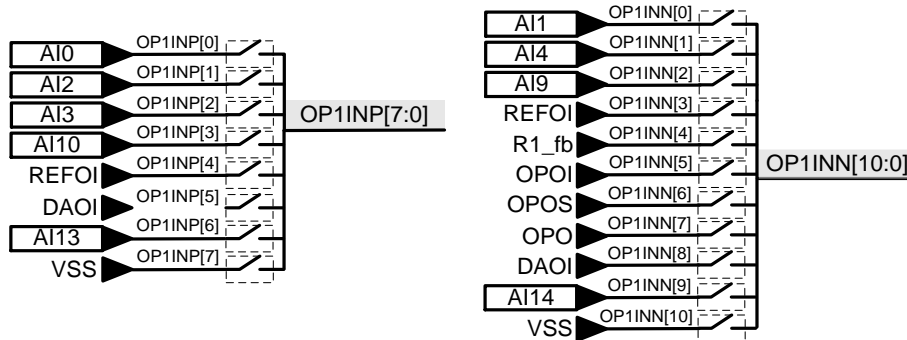 AI0 OP1INP[0]
AI2 OP1INP[1]
AI3 OP1INP[2]
AI10 OP1INP[3]
REFOI OP1INP[4]
DAOI OP1INP[5]
AI13 OP1INP[6]
VSS OP1INP[7]
OP1INP[7:0]
AI1 OP1INN[0]
AI4 OP1INN[1]
AI9 OP1INN[2]
REFOI OP1INN[3]
R1_fb OP1INN[4]
OPOI OP1INN[5]
OPOS OP1INN[6]
OPO OP1INN[7]
DAOI OP1INN[8]
AI14 OP1INN[9]
VSS OP1INN[10]
OP1INN[10:0]